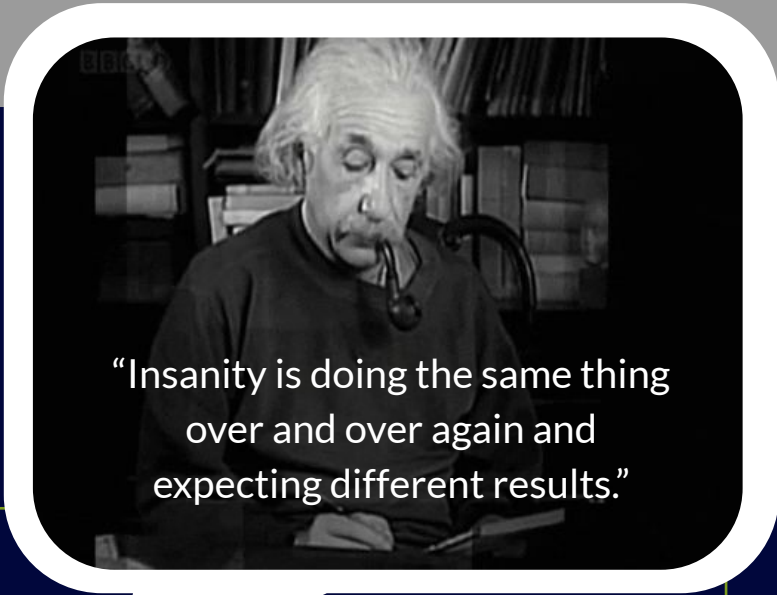 “Insanity is doing the same thing
over and over again and
expecting different results.”